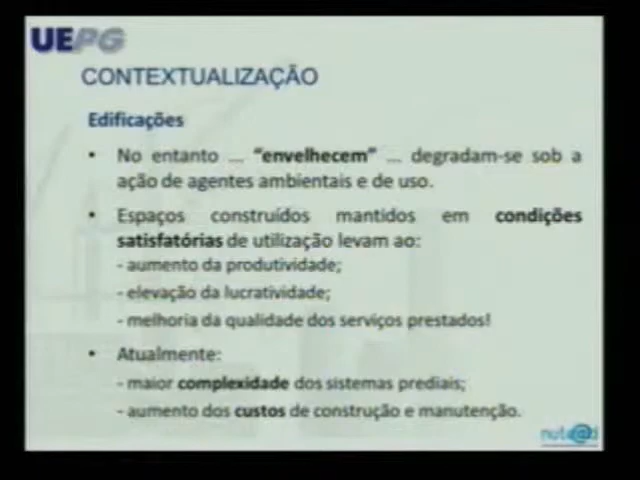 UEPG
CONTEXTUALIZAÇÃO
Edificações
• No entanto ... “envelhecem” ... degradam-se sob a
ação de agentes ambientais e de uso.
• Espaços construídos mantidos em condições
satisfatórias de utilização levam ao:
- aumento da produtividade;
- elevação da lucratividade;
- melhoria da qualidade dos serviços prestados!
• Atualmente:
- maior complexidade dos sistemas prediais;
- aumento dos custos de construção e manutenção.
nute@d